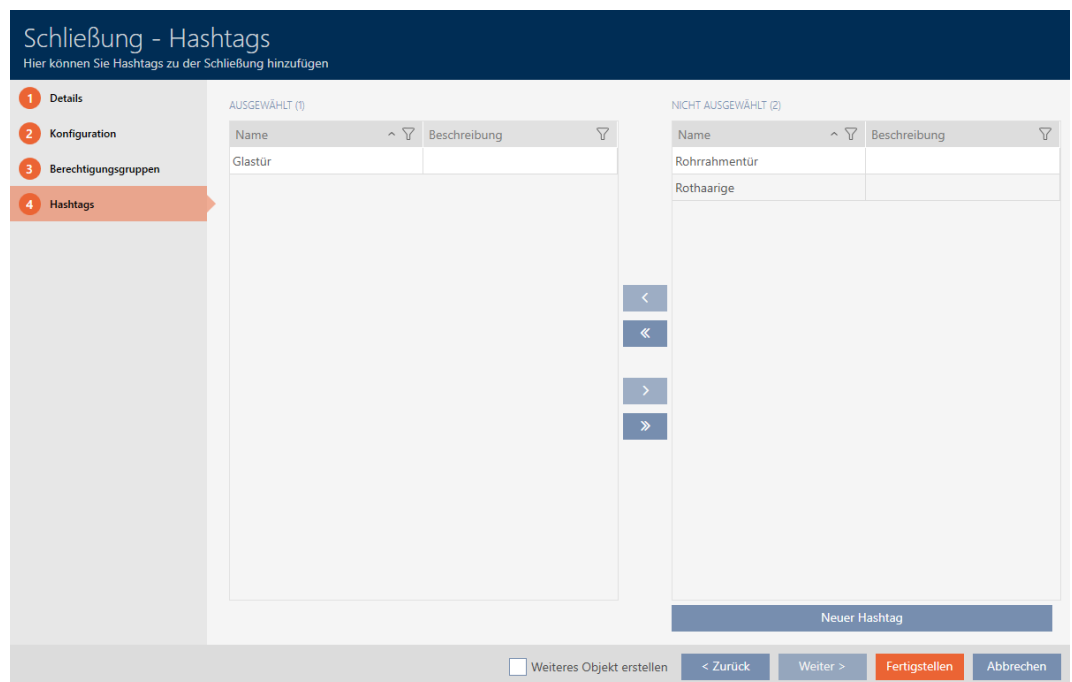 Schließung - Hashtags
Hier können Sie Hashtags zu der Schließung hinzufügen
1 Details
2 Konfiguration
3 Berechtigungsgruppen
4 Hashtags
AUSGEWÄHLT (1)
Name Beschreibung
Glastür
NICHT AUSGEWÄHLT (2)
Name Beschreibung
Rohrrahmentür
Rothaarige
Neuer Hashtag
Weiteres Objekt erstellen < Zurück Weiter > Fertigstellen Abbrechen